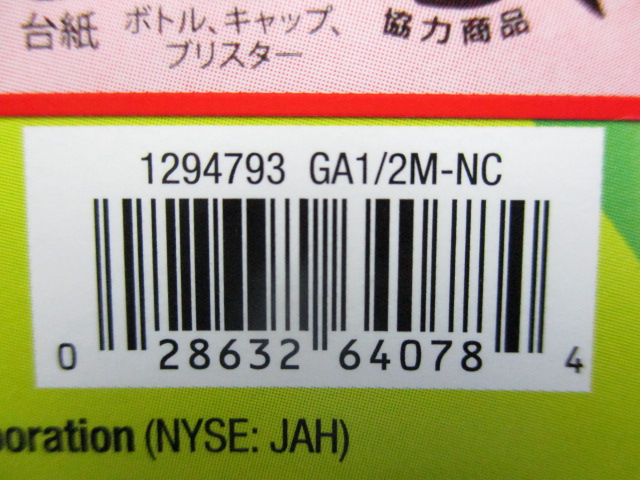 台紙 ボトル、キャップ、 協力商品
ブリスター
1294793 GA1/2M-NC
0 28632 64078 4
poration (NYSE: JAH)